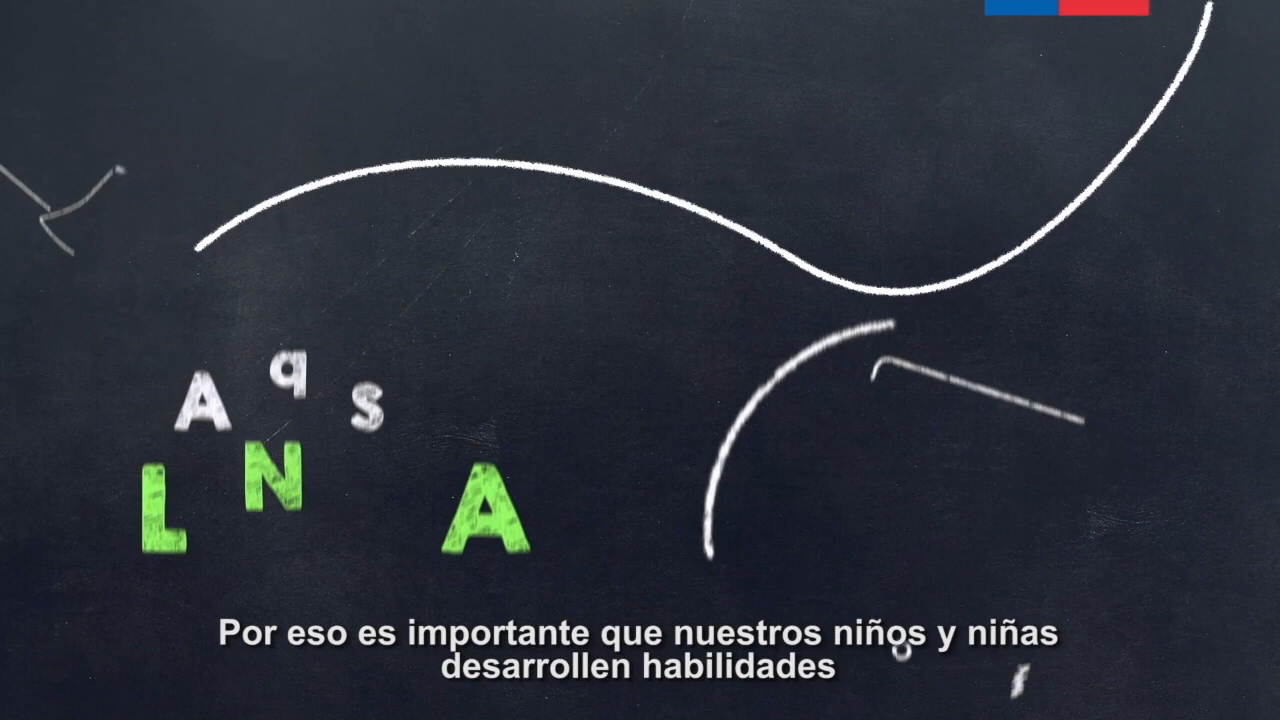 A q s
L N A
Por eso es importante que nuestros niños y niñas
desarrollen habilidades